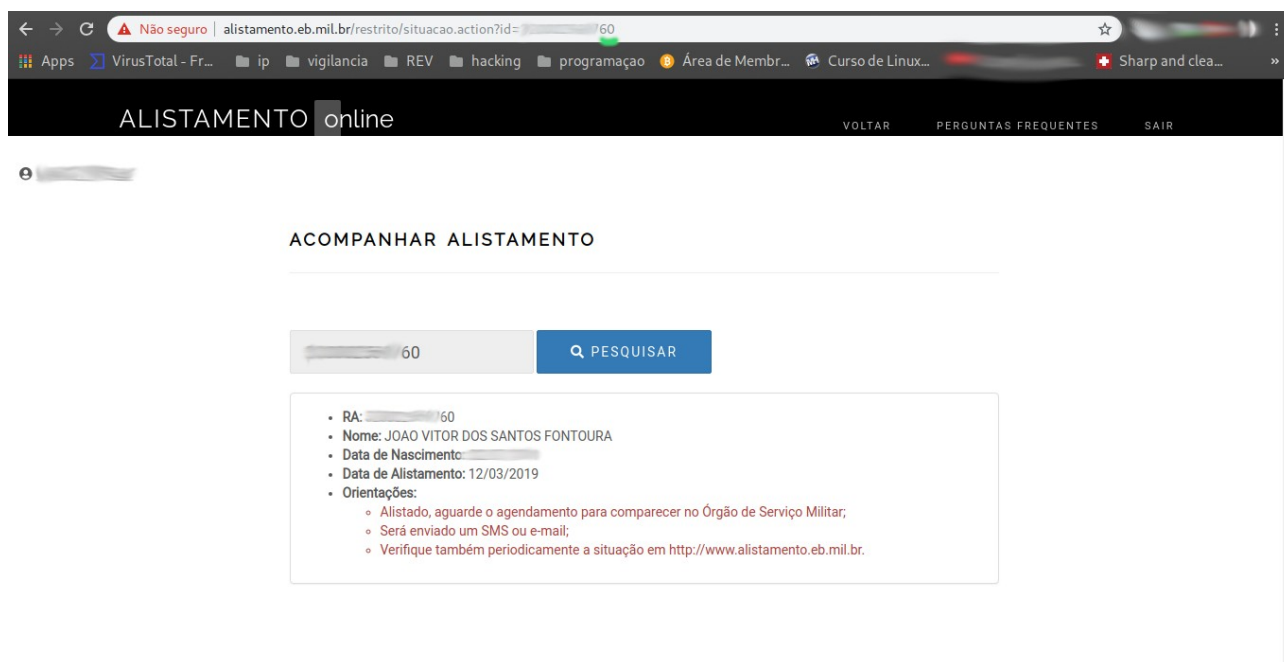 Não seguro | alistamento.eb.mil.br/restrito/situacao.action?id= 60
Apps VirusTotal - Fr... ip vigilancia REV hacking programaçao Área de Membr... Curso de Linux... Sharp and clea... »
ALISTAMENTO online
VOLTAR PERGUNTAS FREQUENTES SAIR
ACOMPANHAR ALISTAMENTO
60 PESQUISAR
RA: 60
Nome: JOAO VITOR DOS SANTOS FONTOURA
Data de Nascimento:
Data de Alistamento: 12/03/2019
Orientações:
Alistado, aguarde o agendamento para comparecer no Órgão de Serviço Militar;
Será enviado um SMS ou e-mail;
Verifique também periodicamente a situação em http://www.alistamento.eb.mil.br.